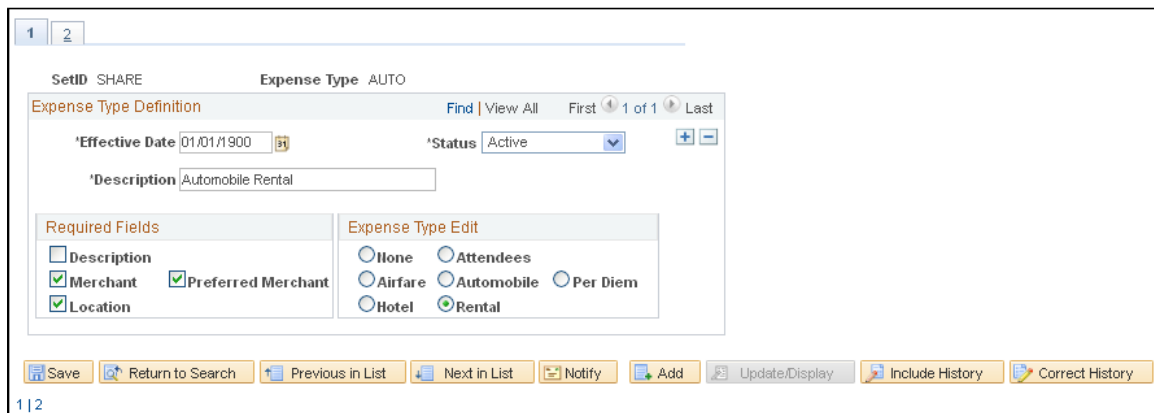 1 2
SetID SHARE Expense Type AUTO
Expense Type Definition Find | View All First 1 of 1 Last
*Effective Date 01/01/1900 31 *Status Active
*Description Automobile Rental
Required Fields Expense Type Edit
Description None Attendees
Merchant Preferred Merchant Airfare Automobile Per Diem
Location Hotel Rental
Save Return to Search Previous in List Next in List Notify Add Update/Display Include History Correct History
1 | 2